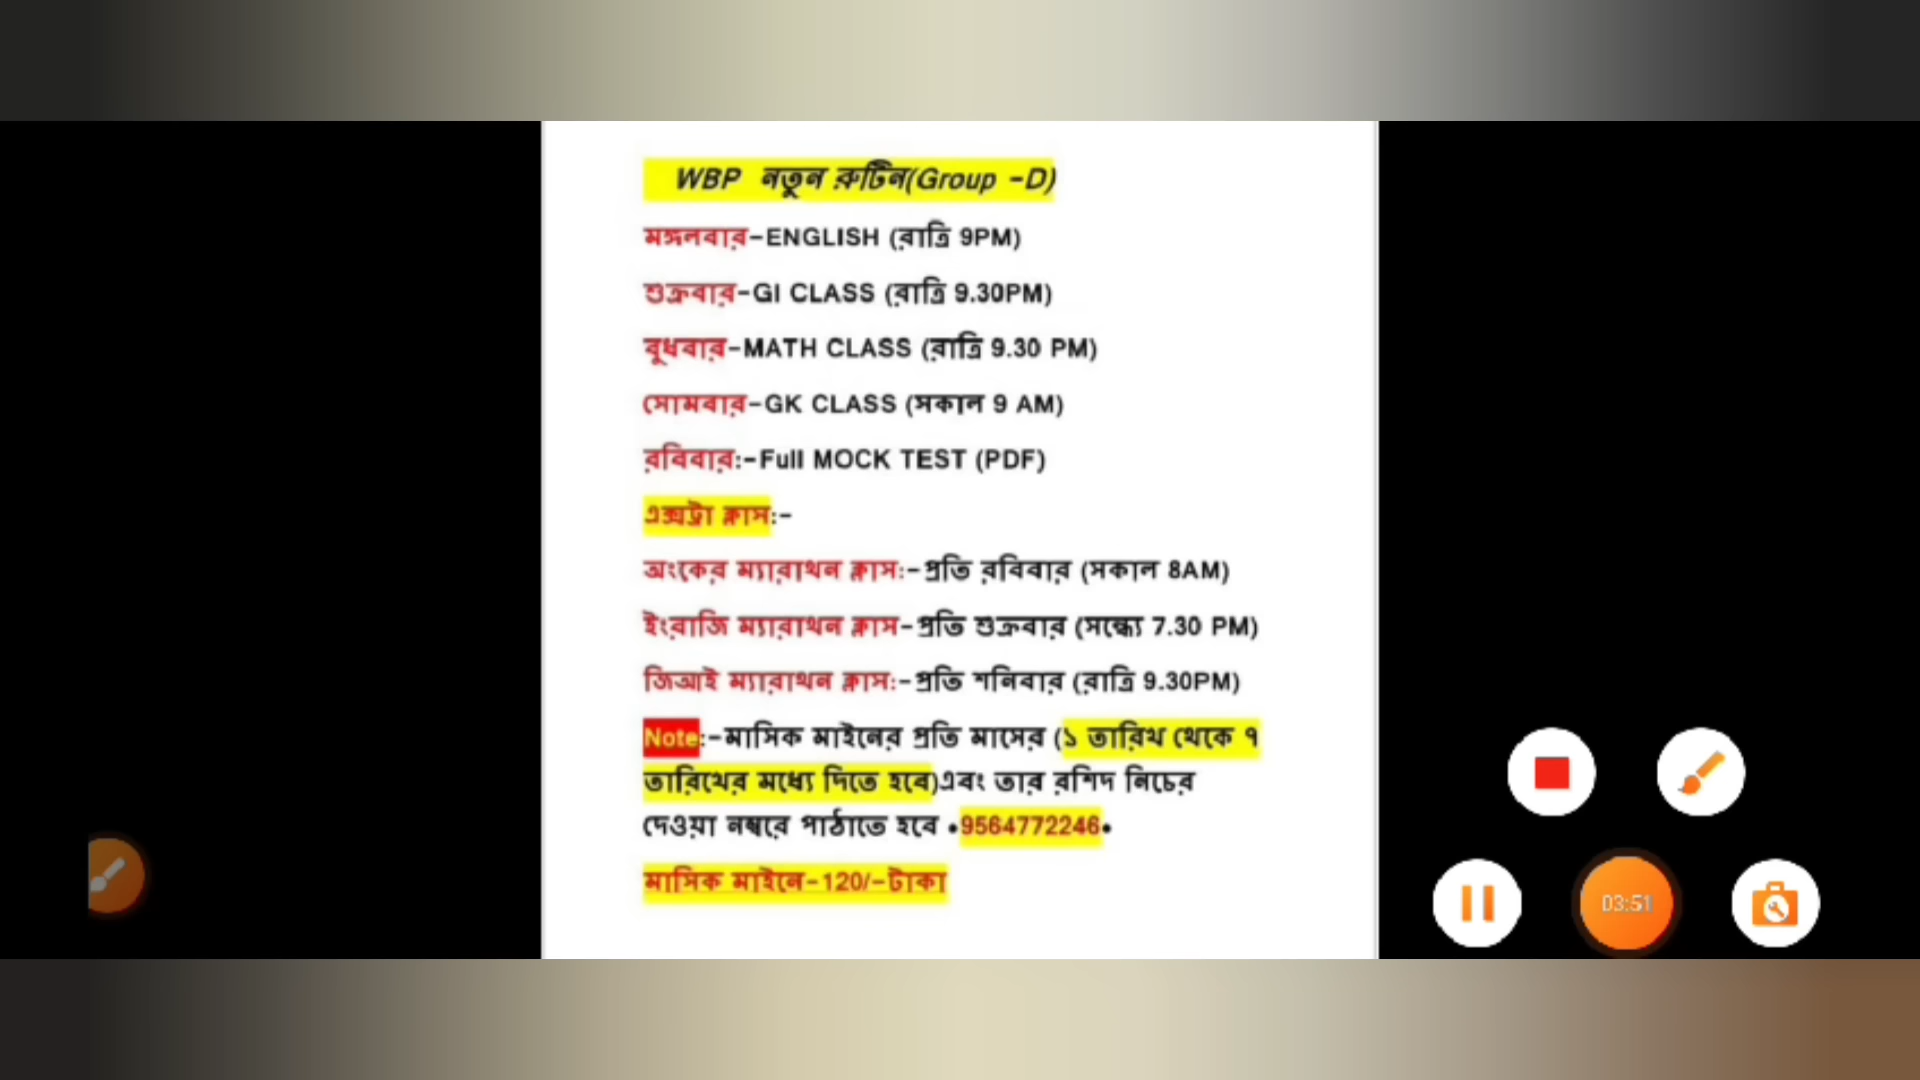 WBP নতুন রুটিন(Group -D)
মঙ্গলবার-ENGLISH (রাত্রি 9PM)
শুক্রবার-GI CLASS (রাত্রি 9.30PM)
বুধবার-MATH CLASS (রাত্রি 9.30 PM)
সোমবার-GK CLASS (সকাল 9 AM)
রবিবার:-Full MOCK TEST (PDF)
এক্সট্রা ক্লাস:-
অংকের ম্যারাথন ক্লাস:-প্রতি রবিবার (সকাল 8AM)
ইংরাজি ম্যারাথন ক্লাস-প্রতি শুক্রবার (সন্ধ্যে 7.30 PM)
জিআই ম্যারাথন ক্লাস:-প্রতি শনিবার (রাত্রি 9.30PM)
Note:-মাসিক মাইনের প্রতি মাসের (১ তারিখ থেকে ৭
তারিখের মধ্যে দিতে হবে)এবং তার রশিদ নিচের
দেওয়া নম্বরে পাঠাতে হবে •9564772246•
মাসিক মাইনে-120/-টাকা
03:51